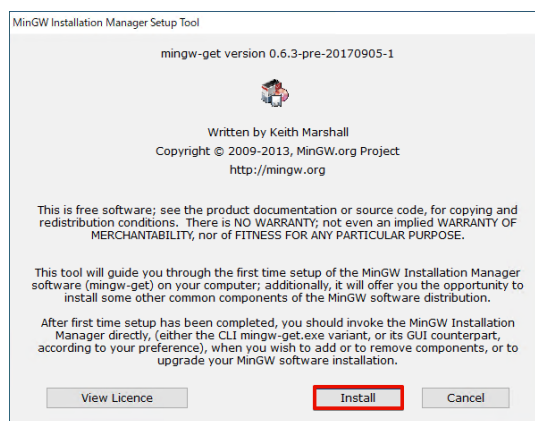 MinGW Installation Manager Setup Tool
mingw-get version 0.6.3-pre-20170905-1
Written by Keith Marshall
Copyright © 2009-2013, MinGW.org Project
http://mingw.org
This is free software; see the product documentation or source code, for copying and
redistribution conditions.  There is NO WARRANTY; not even an implied WARRANTY OF
MERCHANTABILITY, nor of FITNESS FOR ANY PARTICULAR PURPOSE.
This tool will guide you through the first time setup of the MinGW Installation Manager
software (mingw-get) on your computer; additionally, it will offer you the opportunity to
install some other common components of the MinGW software distribution.
After first time setup has been completed, you should invoke the MinGW Installation
Manager directly, (either the CLI mingw-get.exe variant, or its GUI counterpart,
according to your preference), when you wish to add or to remove components, or to
upgrade your MinGW software installation.
View Licence Install Cancel